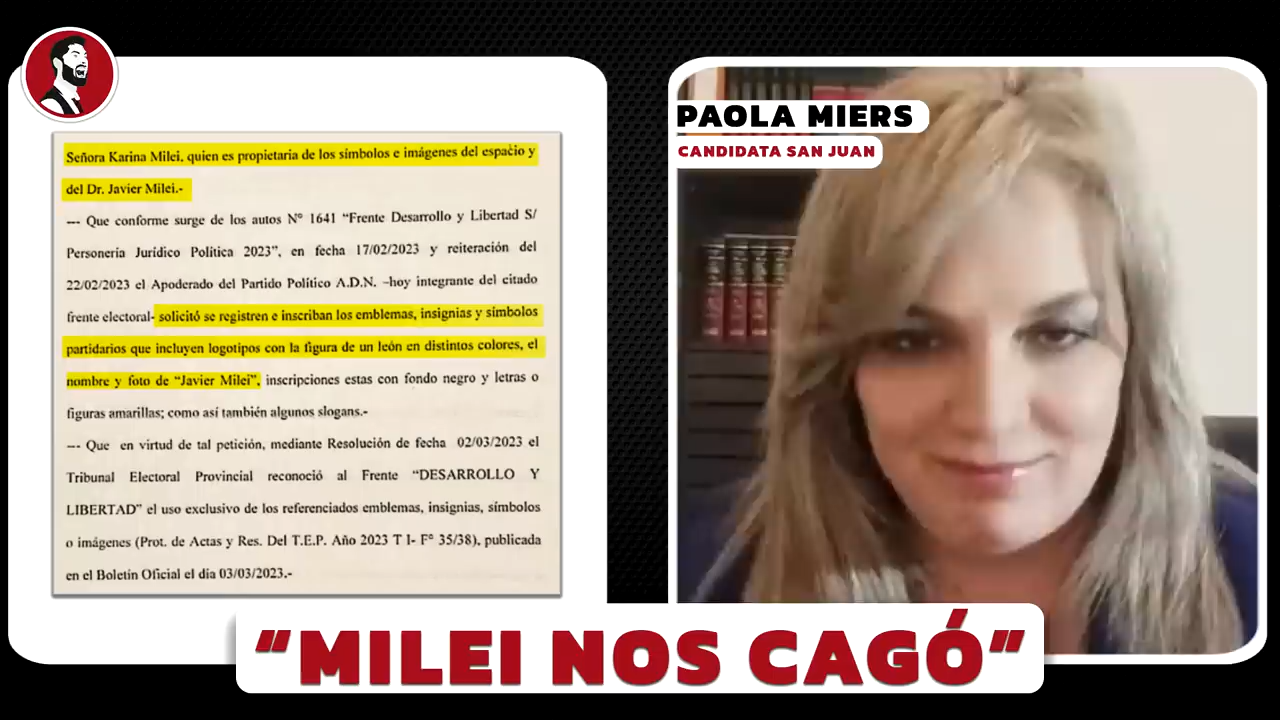 Señora Karina Milei, quien es propietaria de los símbolos e imágenes del espacio y
del Dr. Javier Milei.-
--- Que conforme surge de los autos N° 1641 “Frente Desarrollo y Libertad S/
Personería Jurídico Política 2023”, en fecha 17/02/2023 y reiteración del
22/02/2023 el Apoderado del Partido Político A.D.N. –hoy integrante del citado
frente electoral- solicitó se registren e inscriban los emblemas, insignias y símbolos
partidarios que incluyen logotipos con la figura de un león en distintos colores, el
nombre y foto de “Javier Milei”, inscripciones estas con fondo negro y letras o
figuras amarillas; como así también algunos slogans.-
--- Que en virtud de tal petición, mediante Resolución de fecha 02/03/2023 el
Tribunal Electoral Provincial reconoció al Frente “DESARROLLO Y
LIBERTAD” el uso exclusivo de los referenciados emblemas, insignias, símbolos
o imágenes (Prot. de Actas y Res. Del T.E.P. Año 2023 T I- F° 35/38), publicada
en el Boletín Oficial el día 03/03/2023.-
PAOLA MIERS
CANDIDATA SAN JUAN
“MILEI NOS CAGÓ”